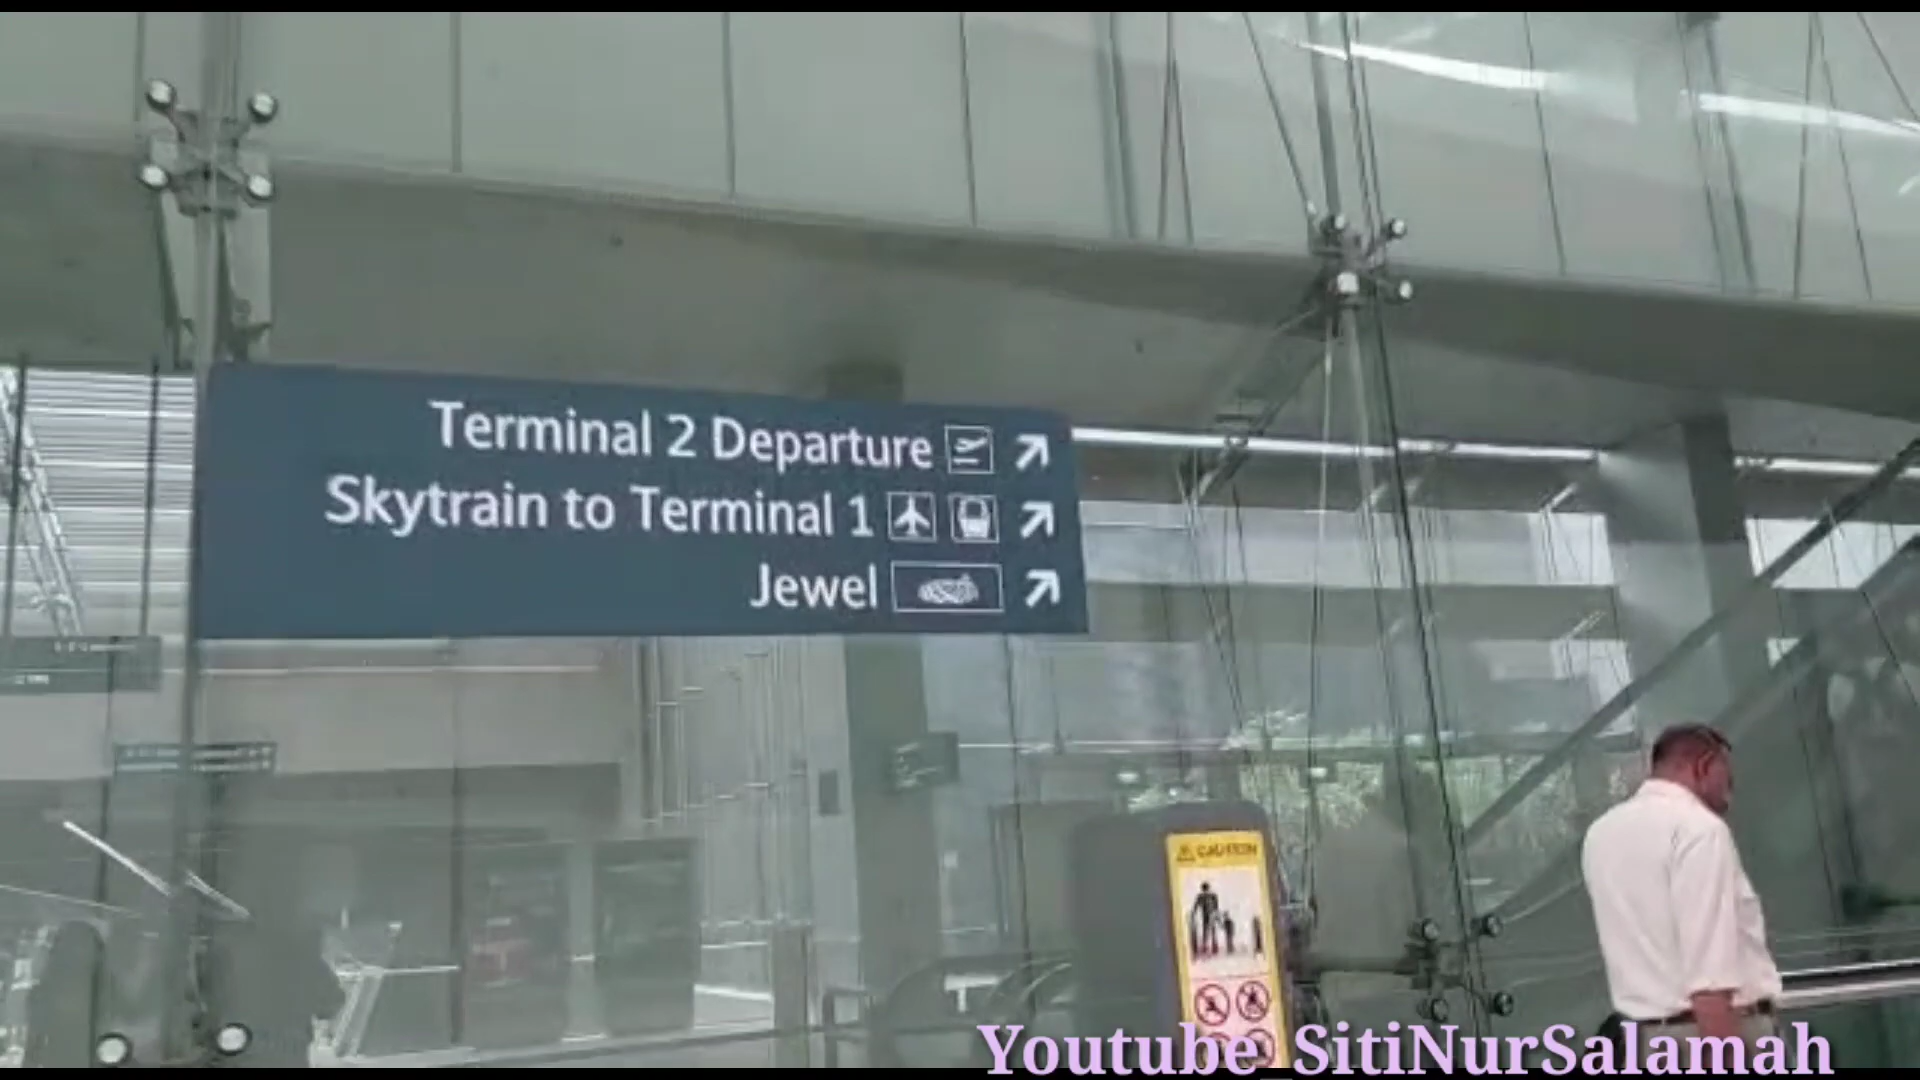 Terminal 2 Departure
Skytrain to Terminal 1
Jewel
CAUTION
Youtube_SitiNurSalamah